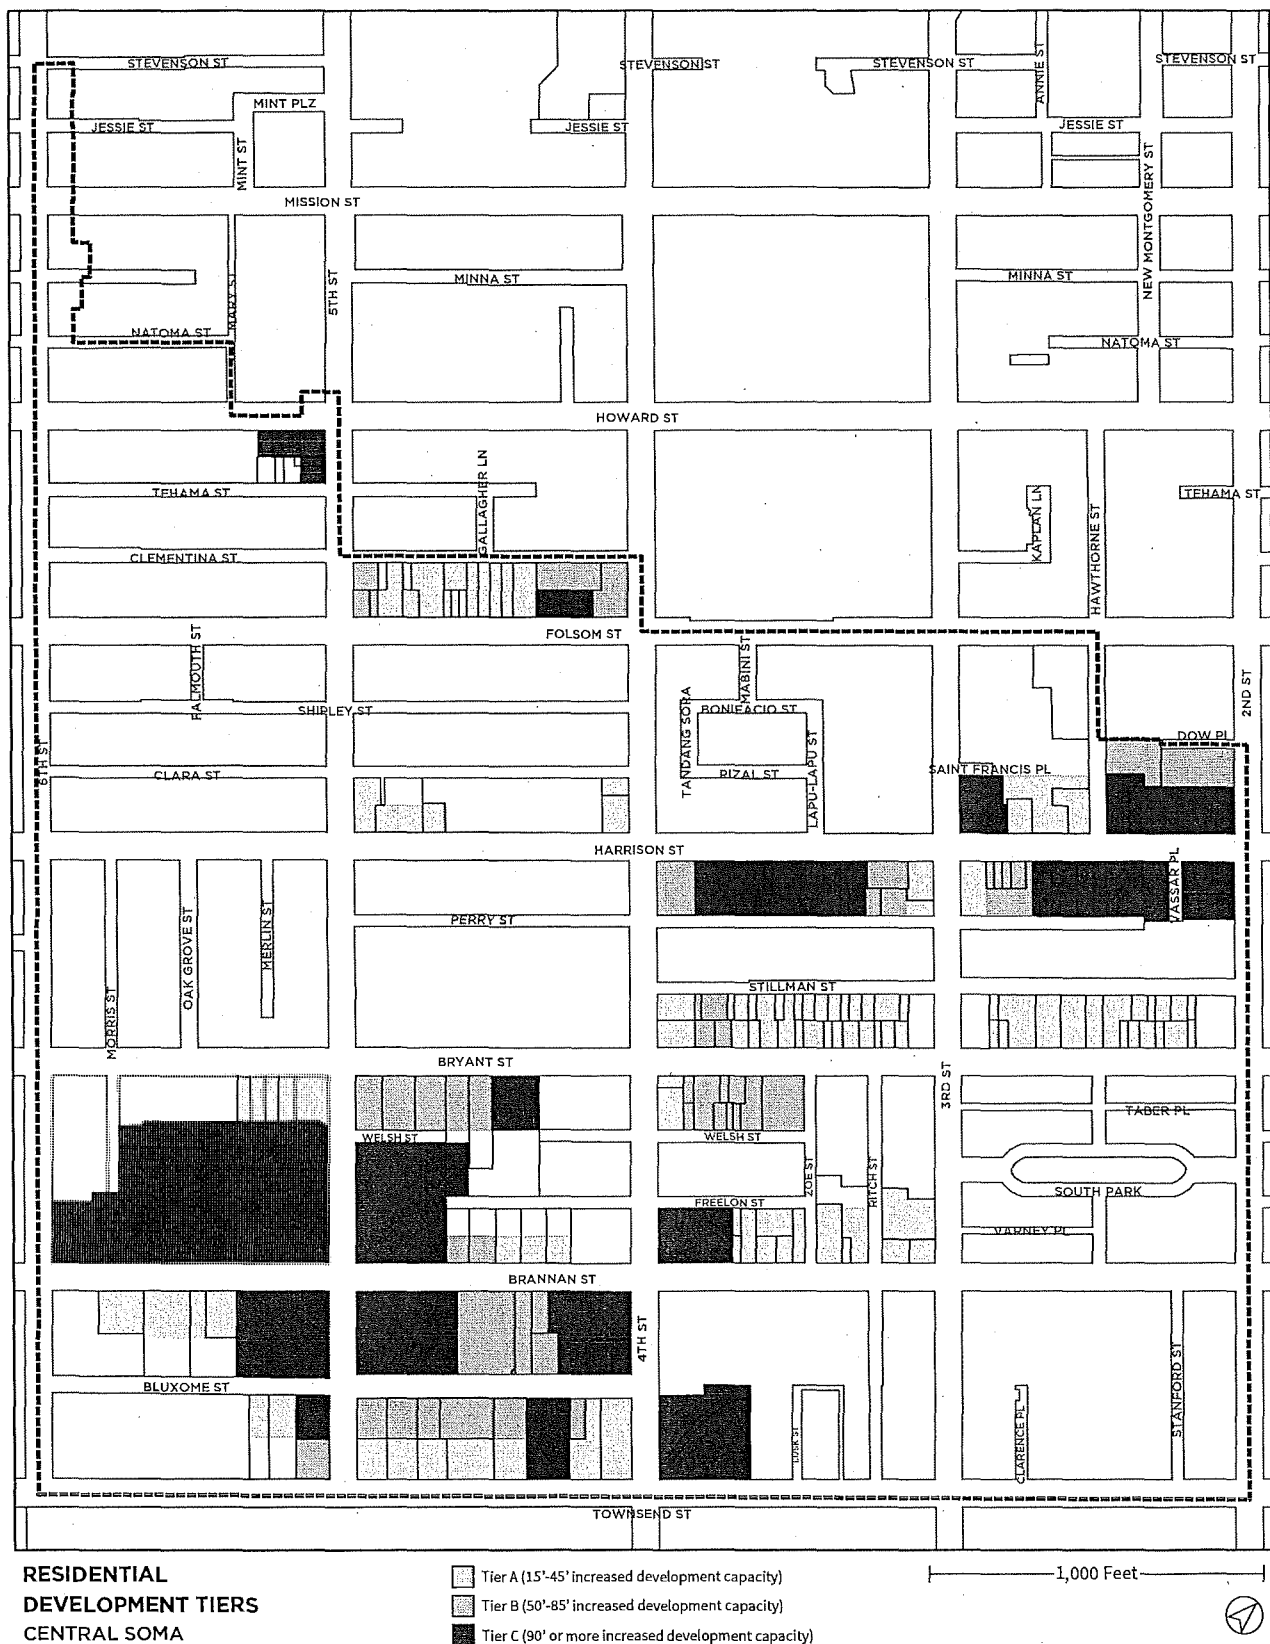 STEVENSON ST
STEVENSON ST
STEVENSON ST
STEVENSON ST
ANNIE ST
MINT PLZ
JESSIE ST
JESSIE ST
JESSIE ST
MINT ST
NEW MONTGOMERY ST
MISSION ST
MINNA ST
MINNA ST
MARY ST
5TH ST
NATOMA ST
NATOMA ST
HOWARD ST
GALLAGHER LN
TEHAMA ST
TEHAMA ST
KAPLAN LN
HAWTHORNE ST
CLEMENTINA ST
FOLSOM ST
FALMOUTH ST
MABINI ST
2ND ST
SHIPLEY ST
TANDANG SORA
BONIFACIO ST
DOW PL
6TH ST
CLARA ST
RIZAL ST
LAPU-LAPU ST
SAINT FRANCIS PL
HARRISON ST
VASSAR PL
PERRY ST
OAK GROVE ST
MERLIN ST
MORRIS ST
STILLMAN ST
BRYANT ST
3RD ST
TABER PL
WELSH ST
WELSH ST
ZOE ST
RITCH ST
SOUTH PARK
FREELON ST
VARNEY PL
BRANNAN ST
4TH ST
BLUXOME ST
LUSK ST
CLARENCE PL
STANFORD ST
TOWNSEND ST
RESIDENTIAL
DEVELOPMENT TIERS
CENTRAL SOMA
Tier A (15'-45' increased development capacity)
Tier B (50'-85' increased development capacity)
Tier C (90' or more increased development capacity)
1,000 Feet